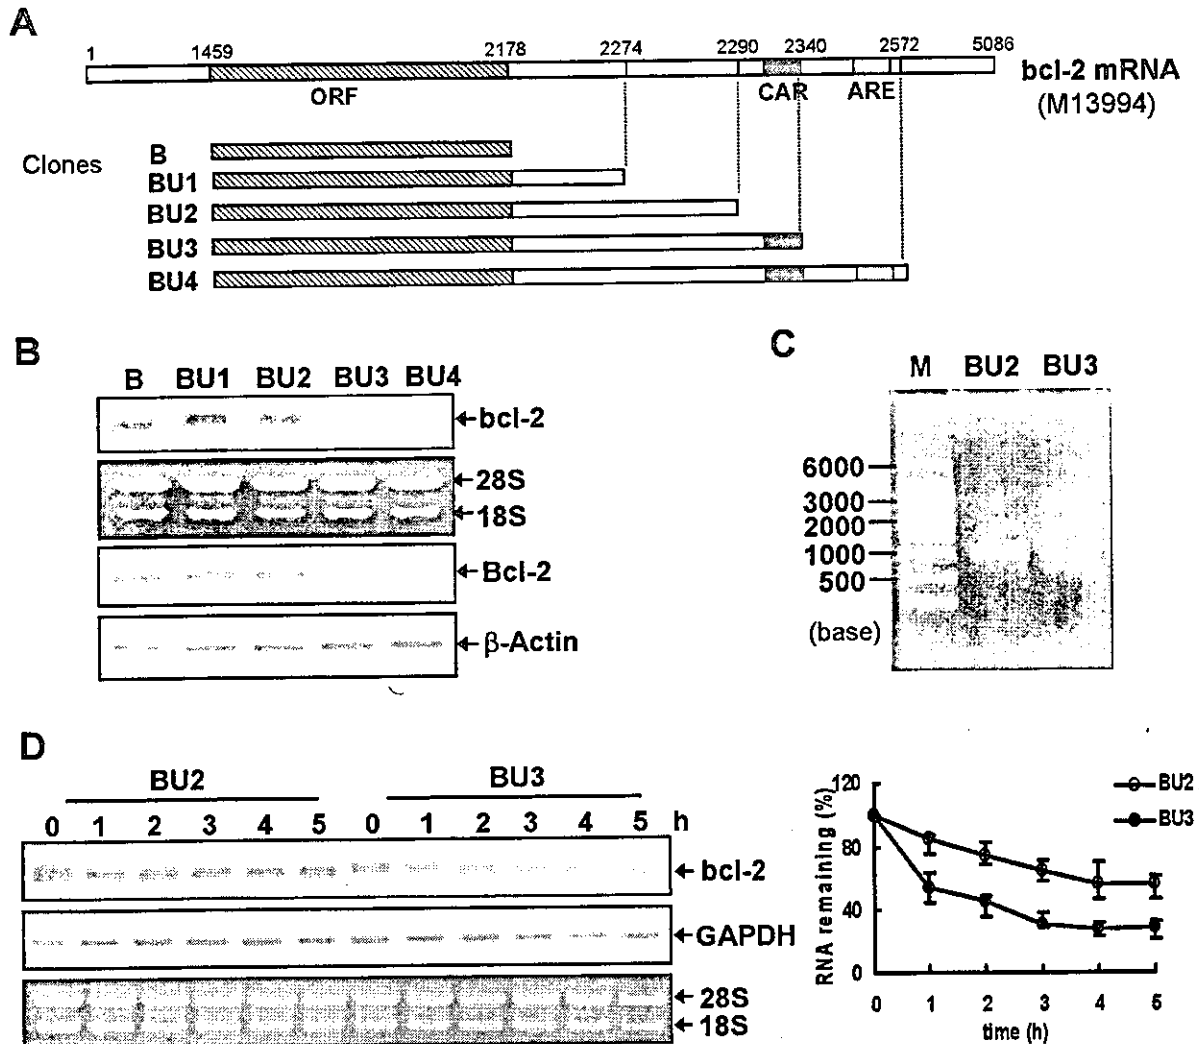 A
1 1459 2178 2274 2290 2340 2572 5086
ORF CAR ARE
bcl-2 mRNA
(M13994)
Clones
B
BU1
BU2
BU3
BU4
B
B BU1 BU2 BU3 BU4
bcl-2
28S
18S
Bcl-2
β-Actin
C
M BU2 BU3
6000
3000
2000
1000
500
(base)
D
BU2 BU3
0 1 2 3 4 5 0 1 2 3 4 5 h
bcl-2
GAPDH
28S
18S
BU2
BU3
RNA remaining (%)
120
80
40
0
0 1 2 3 4 5
time (h)